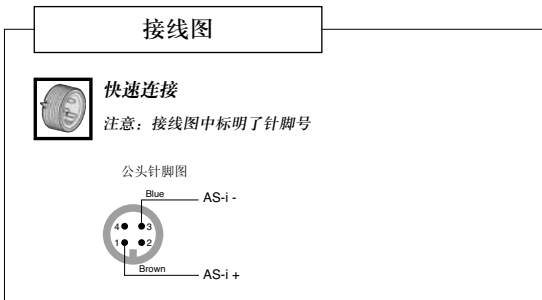 接线图
快速连接
注意：接线图中标明了针脚号
公头针脚图
Blue
AS-i -
4
3
1
2
Brown
AS-i +